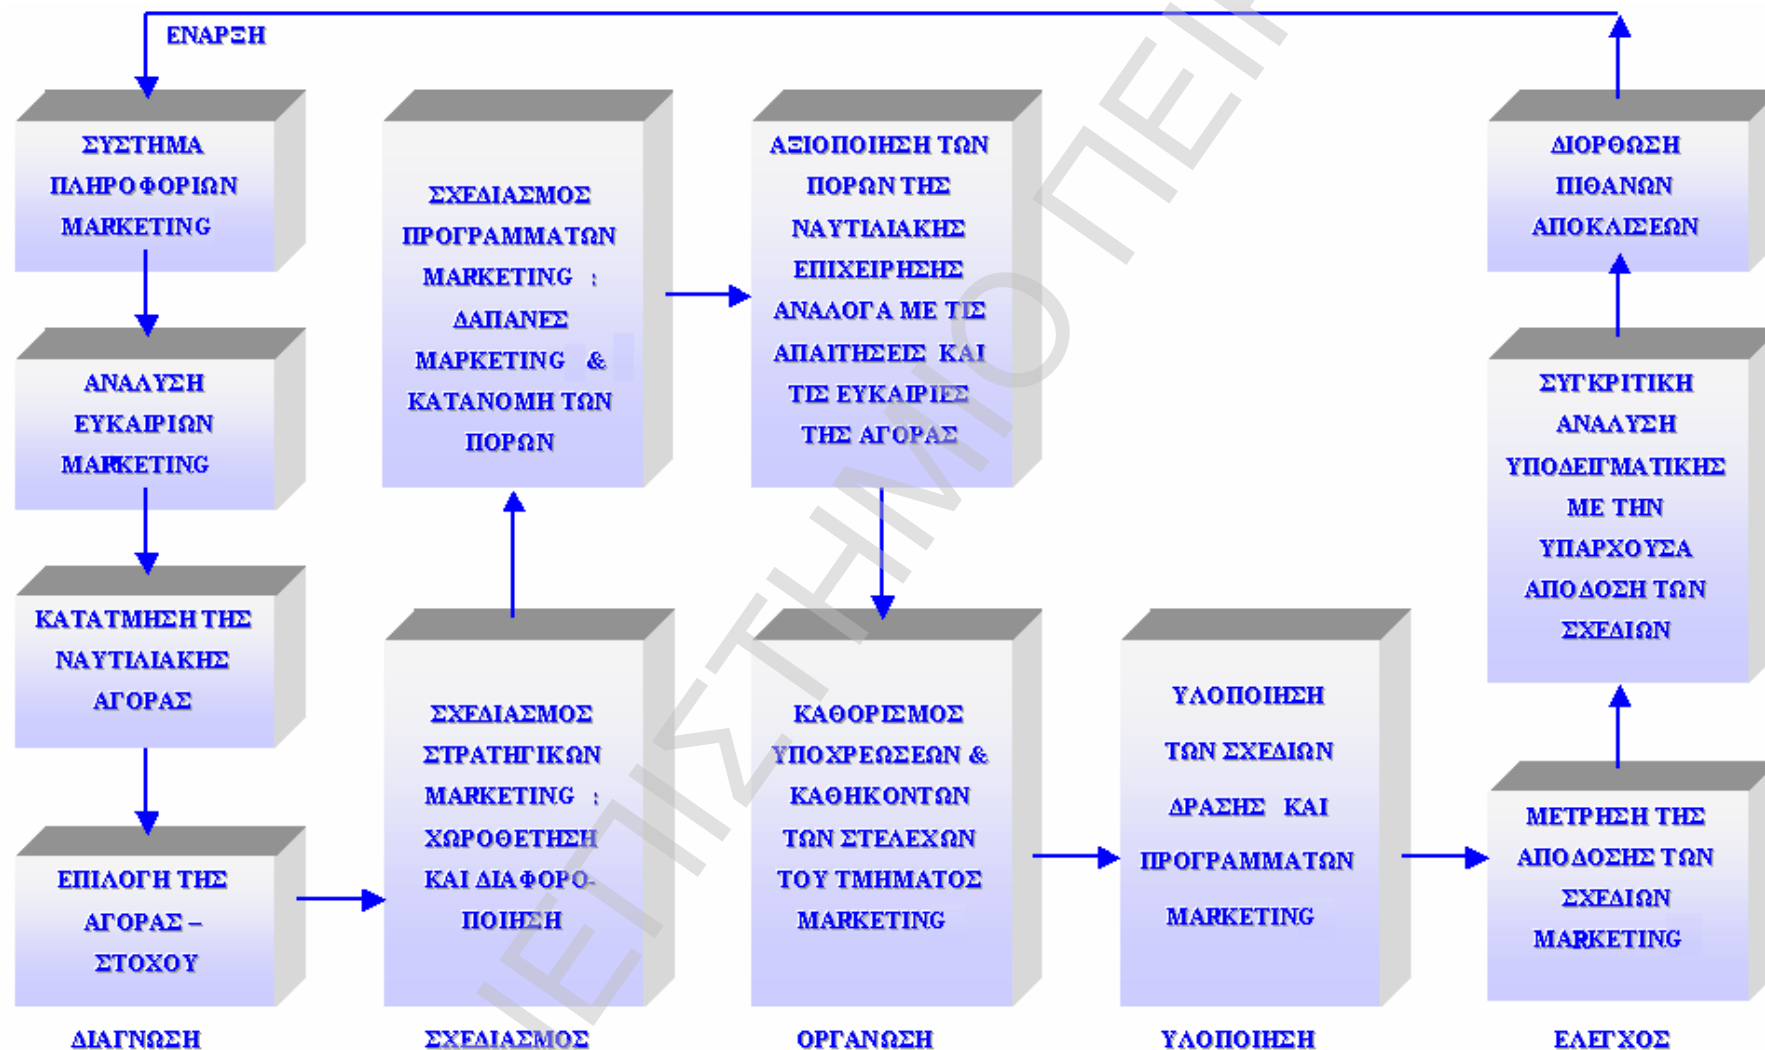 ΕΝΑΡΞΗ
ΣΥΣΤΗΜΑ
ΠΛΗΡΟΦΟΡΙΩΝ
MARKETING
ΑΝΑΛΥΣΗ
ΕΥΚΑΙΡΙΩΝ
MARKETING
ΚΑΤΑΤΜΗΣΗ ΤΗΣ
ΝΑΥΤΙΛΙΑΚΗΣ
ΑΓΟΡΑΣ
ΕΠΙΛΟΓΗ ΤΗΣ
ΑΓΟΡΑΣ –
ΣΤΟΧΟΥ
ΔΙΑΓΝΩΣΗ
ΣΧΕΔΙΑΣΜΟΣ
ΠΡΟΓΡΑΜΜΑΤΩΝ
MARKETING :
ΔΑΠΑΝΕΣ
ΜΑΡΚΕΤΙΝG &
ΚΑΤΑΝΟΜΗ ΤΩΝ
ΠΟΡΩΝ
ΣΧΕΔΙΑΣΜΟΣ
ΣΤΡΑΤΗΓΙΚΩΝ
MARKETING :
ΧΩΡΟΘΕΤΗΣΗ
ΚΑΙ ΔΙΑΦΟΡΟ-
ΠΟΙΗΣΗ
ΣΧΕΔΙΑΣΜΟΣ
ΑΞΙΟΠΟΙΗΣΗ ΤΩΝ
ΠΟΡΩΝ ΤΗΣ
ΝΑΥΤΙΛΙΑΚΗΣ
ΕΠΙΧΕΙΡΗΣΗΣ
ΑΝΑΛΟΓΑ ΜΕ ΤΙΣ
ΑΠΑΙΤΗΣΕΙΣ ΚΑΙ
ΤΙΣ ΕΥΚΑΙΡΙΕΣ
ΤΗΣ ΑΓΟΡΑΣ
ΚΑΘΟΡΙΣΜΟΣ
ΥΠΟΧΡΕΩΣΕΩΝ &
ΚΑΘΗΚΟΝΤΩΝ
ΤΩΝ ΣΤΕΛΕΧΩΝ
ΤΟΥ ΤΜΗΜΑΤΟΣ
MARKETING
ΟΡΓΑΝΩΣΗ
ΥΛΟΠΟΙΗΣΗ
ΤΩΝ ΣΧΕΔΙΩΝ
ΔΡΑΣΗΣ ΚΑΙ
ΠΡΟΓΡΑΜΜΑΤΩΝ
MARKETING
ΥΛΟΠΟΙΗΣΗ
ΔΙΟΡΘΩΣΗ
ΠΙΘΑΝΩΝ
ΑΠΟΚΛΙΣΕΩΝ
ΣΥΓΚΡΙΤΙΚΗ
ΑΝΑΛΥΣΗ
ΥΠΟΔΕΙΓΜΑΤΙΚΗΣ
ΜΕ ΤΗΝ
ΥΠΑΡΧΟΥΣΑ
ΑΠΟΔΟΣΗ ΤΩΝ
ΣΧΕΔΙΩΝ
ΜΕΤΡΗΣΗ ΤΗΣ
ΑΠΟΔΟΣΗΣ ΤΩΝ
ΣΧΕΔΙΩΝ
MARKETING
ΕΛΕΓΧΟΣ